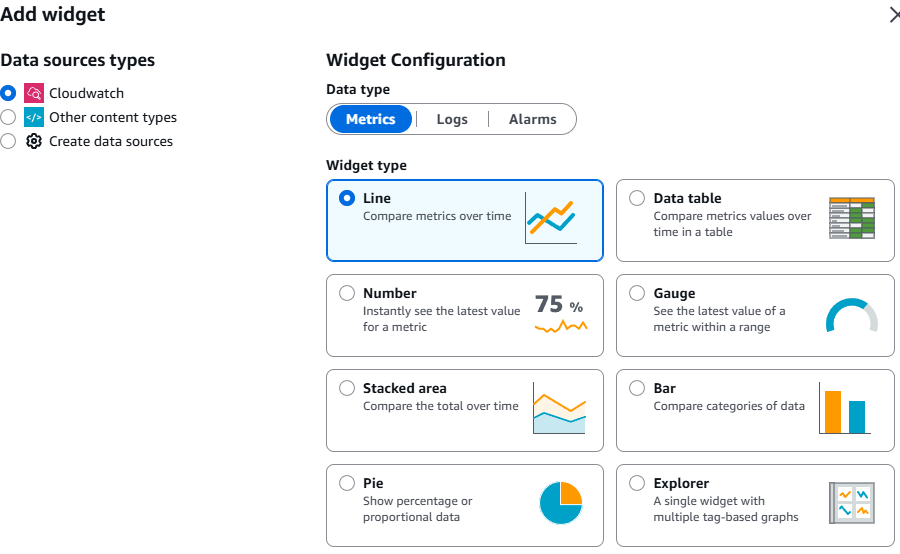 Add widget
Data sources types
Cloudwatch
</> Other content types
Create data sources
Widget Configuration
Data type
Metrics
Logs
Alarms
Widget type
Line
Compare metrics over time
Data table
Compare metrics values over
time in a table
Number
Instantly see the latest value
for a metric
75 %
Gauge
See the latest value of a
metric within a range
Stacked area
Compare the total over time
Bar
Compare categories of data
Pie
Show percentage or
proportional data
Explorer
A single widget with
multiple tag-based graphs